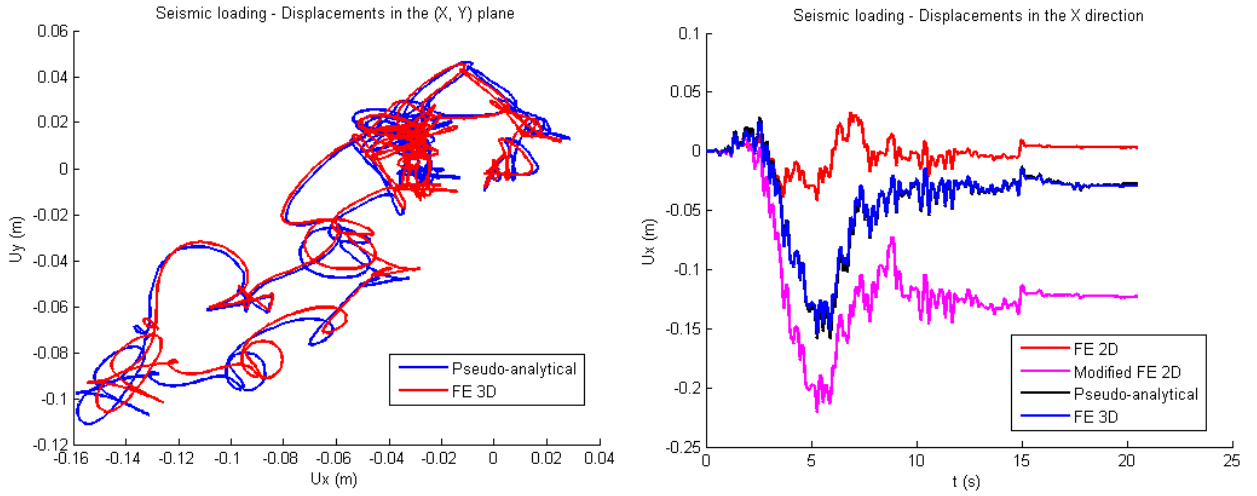 Seismic loading - Displacements in the (X, Y) plane
0.06
0.04
0.02
0
-0.02
-0.04
-0.06
-0.08
-0.1
-0.12
Uy (m)
Pseudo-analytical
FE 3D
-0.16
-0.14
-0.12
-0.1
-0.08
-0.06
-0.04
-0.02
0
0.02
0.04
Ux (m)
Seismic loading - Displacements in the X direction
0.1
0.05
0
-0.05
-0.1
-0.15
-0.2
-0.25
Ux (m)
FE 2D
Modified FE 2D
Pseudo-analytical
FE 3D
0
5
10
15
20
25
t (s)